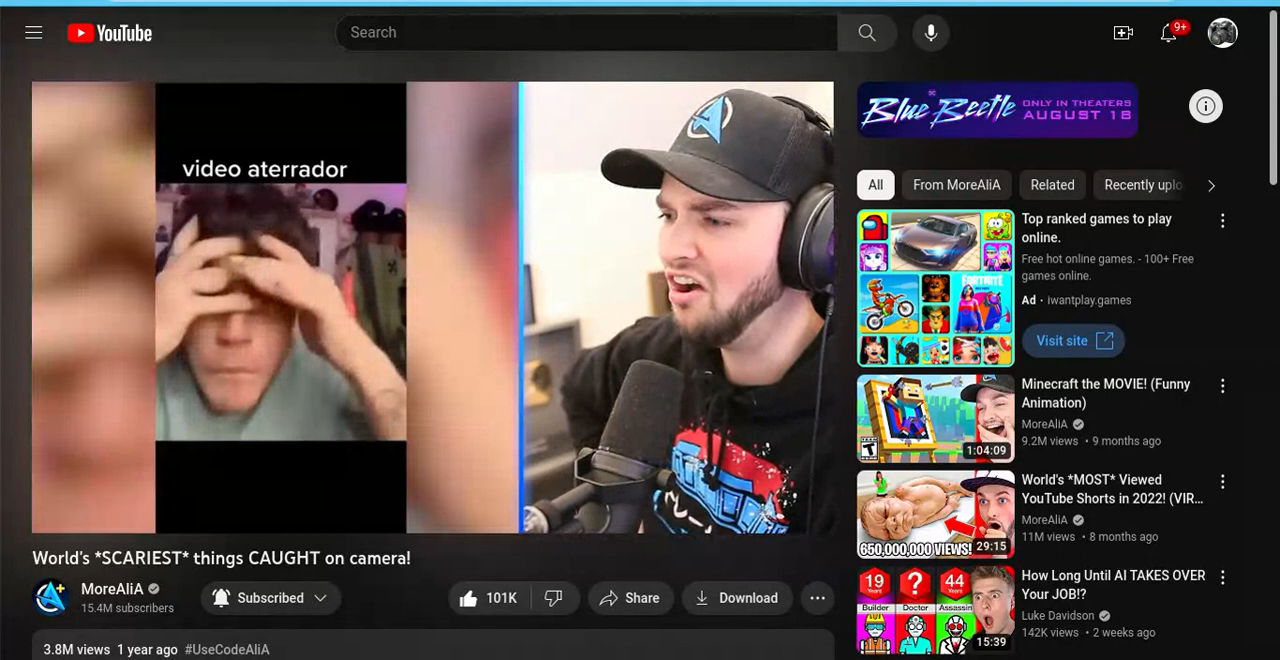 YouTube
Search
9+
video aterrador
DC
BLUE BEETLE ONLY IN THEATERS
AUGUST 18
All
From MoreAliA
Related
Recently uplo
Top ranked games to play
online.
Free hot online games. - 100+ Free
games online.
Ad · iwantplay.games
Visit site
FORTNITE
Minecraft the MOVIE! (Funny
Animation)
MoreAliA
9.2M views • 9 months ago
1:04:09
World's *MOST* Viewed
YouTube Shorts in 2022! (VIR...
MoreAliA
11M views • 8 months ago
650,000,000 VIEWS!
29:15
World's *SCARIEST* things CAUGHT on camera!
How Long Until AI TAKES OVER
Your JOB!?
Luke Davidson
142K views • 2 weeks ago
19
Years
?
44
Years
Builder
Doctor
Assassin
15:39
MoreAliA
15.4M subscribers
Subscribed
101K
Share
Download
3.8M views 1 year ago #UseCodeAliA